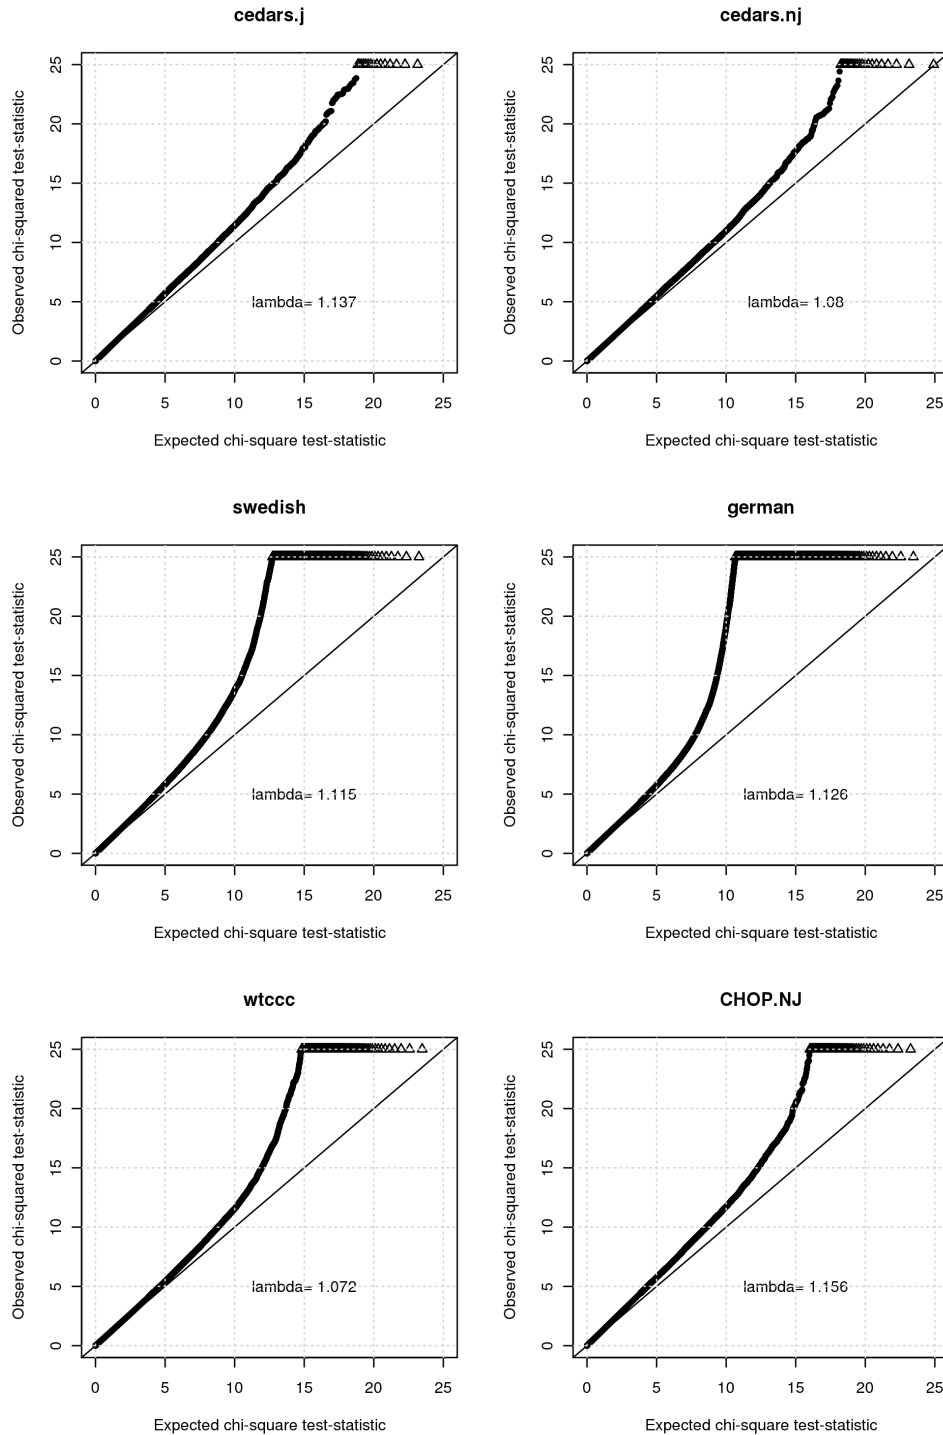 cedars.j
Observed chi-squared test-statistic
25
20
15
10
5
0
lambda= 1.137
0 5 10 15 20 25
Expected chi-square test-statistic
cedars.nj
Observed chi-squared test-statistic
25
20
15
10
5
0
lambda= 1.08
0 5 10 15 20 25
Expected chi-square test-statistic
swedish
Observed chi-squared test-statistic
25
20
15
10
5
0
lambda= 1.115
0 5 10 15 20 25
Expected chi-square test-statistic
german
Observed chi-squared test-statistic
25
20
15
10
5
0
lambda= 1.126
0 5 10 15 20 25
Expected chi-square test-statistic
wtccc
Observed chi-squared test-statistic
25
20
15
10
5
0
lambda= 1.072
0 5 10 15 20 25
Expected chi-square test-statistic
CHOP.NJ
Observed chi-squared test-statistic
25
20
15
10
5
0
lambda= 1.156
0 5 10 15 20 25
Expected chi-square test-statistic